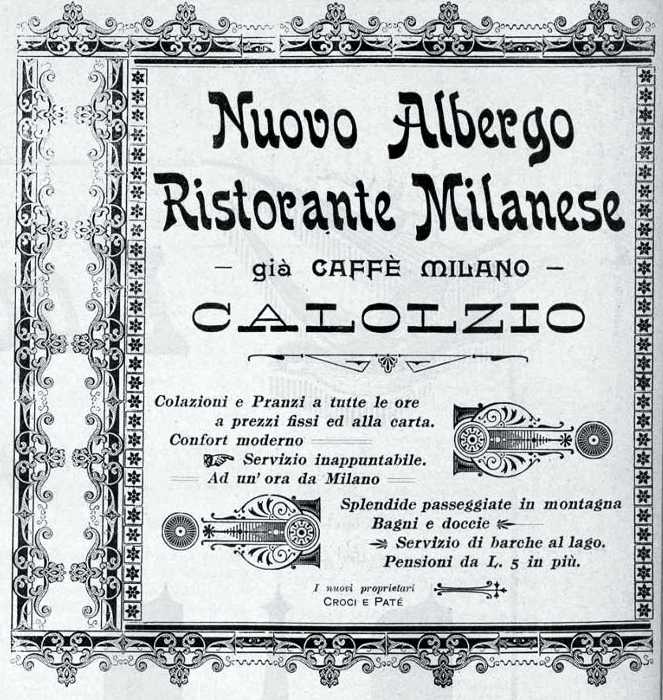 Nuovo Albergo
Ristorante Milanese
— già CAFFÈ MILANO —
CALOLZIO
Colazioni e Pranzi a tutte le ore
a prezzi fissi ed alla carta.
Confort moderno
Servizio inappuntabile.
Ad un' ora da Milano
Splendide passeggiate in montagna
Bagni e doccie
Servizio di barche al lago.
Pensioni da L. 5 in più.
I nuovi proprietari
CROCI E PATÉ